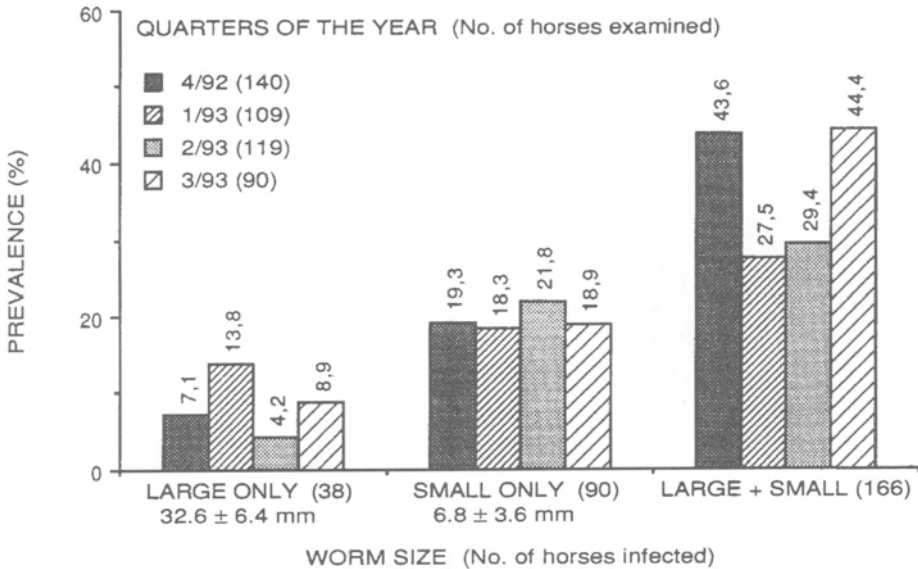 PREVALENCE (%)
60
40
20
0
QUARTERS OF THE YEAR (No. of horses examined)
4/92 (140)
1/93 (109)
2/93 (119)
3/93 (90)
7,1
13,8
4,2
8,9
19,3
18,3
21,8
18,9
43,6
27,5
29,4
44,4
LARGE ONLY (38)
32.6 ± 6.4 mm
SMALL ONLY (90)
6.8 ± 3.6 mm
LARGE + SMALL (166)
WORM SIZE (No. of horses infected)